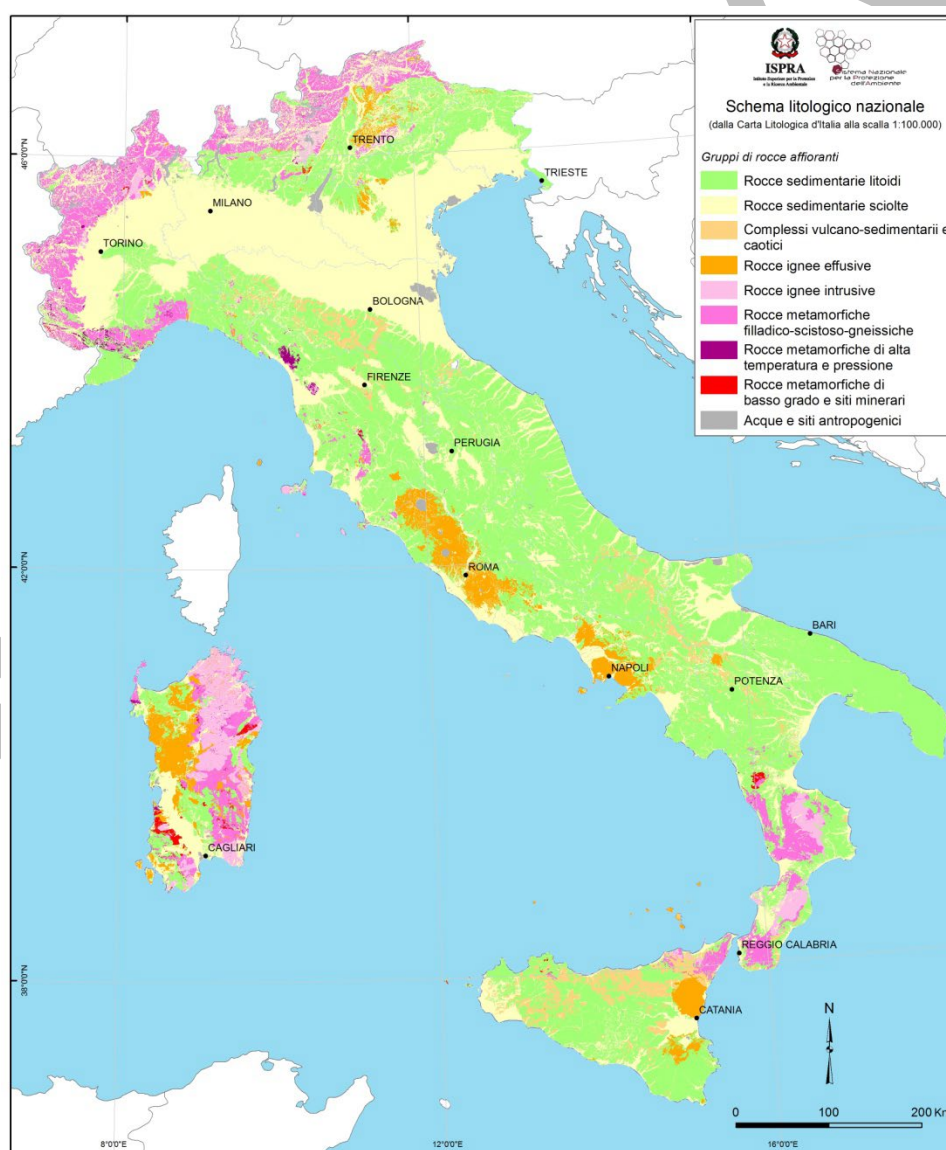 ISPRA
Istituto Superiore per la Protezione
e la Ricerca Ambientale
Sistema Nazionale
per la Protezione
dell'Ambiente
Schema litologico nazionale
(dalla Carta Litologica d'Italia alla scala 1:100.000)
Gruppi di rocce affioranti
Rocce sedimentarie litoidi
Rocce sedimentarie sciolte
Complessi vulcano-sedimentarii e
caotici
Rocce ignee effusive
Rocce ignee intrusive
Rocce metamorfiche
filladico-scistoso-gneissiche
Rocce metamorfiche di alta
temperatura e pressione
Rocce metamorfiche di
basso grado e siti minerari
Acque e siti antropogenici
TRENTO
46°0'0"N
TRIESTE
MILANO
TORINO
BOLOGNA
FIRENZE
PERUGIA
42°0'0"N
ROMA
BARI
NAPOLI
POTENZA
CAGLIARI
REGGIO CALABRIA
38°0'0"N
CATANIA
N
0 100 200 Km
8°0'0"E
12°0'0"E
16°0'0"E